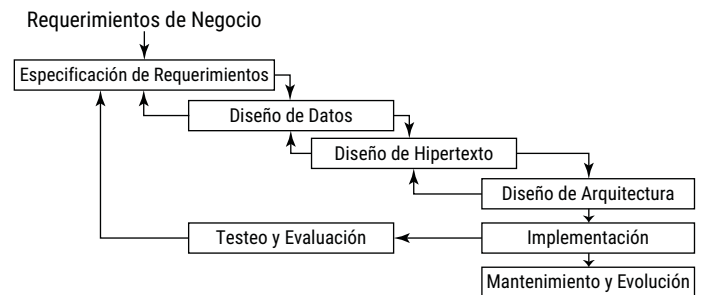 Requerimientos de Negocio
Especificación de Requerimientos
Diseño de Datos
Diseño de Hipertexto
Diseño de Arquitectura
Testeo y Evaluación
Implementación
Mantenimiento y Evolución